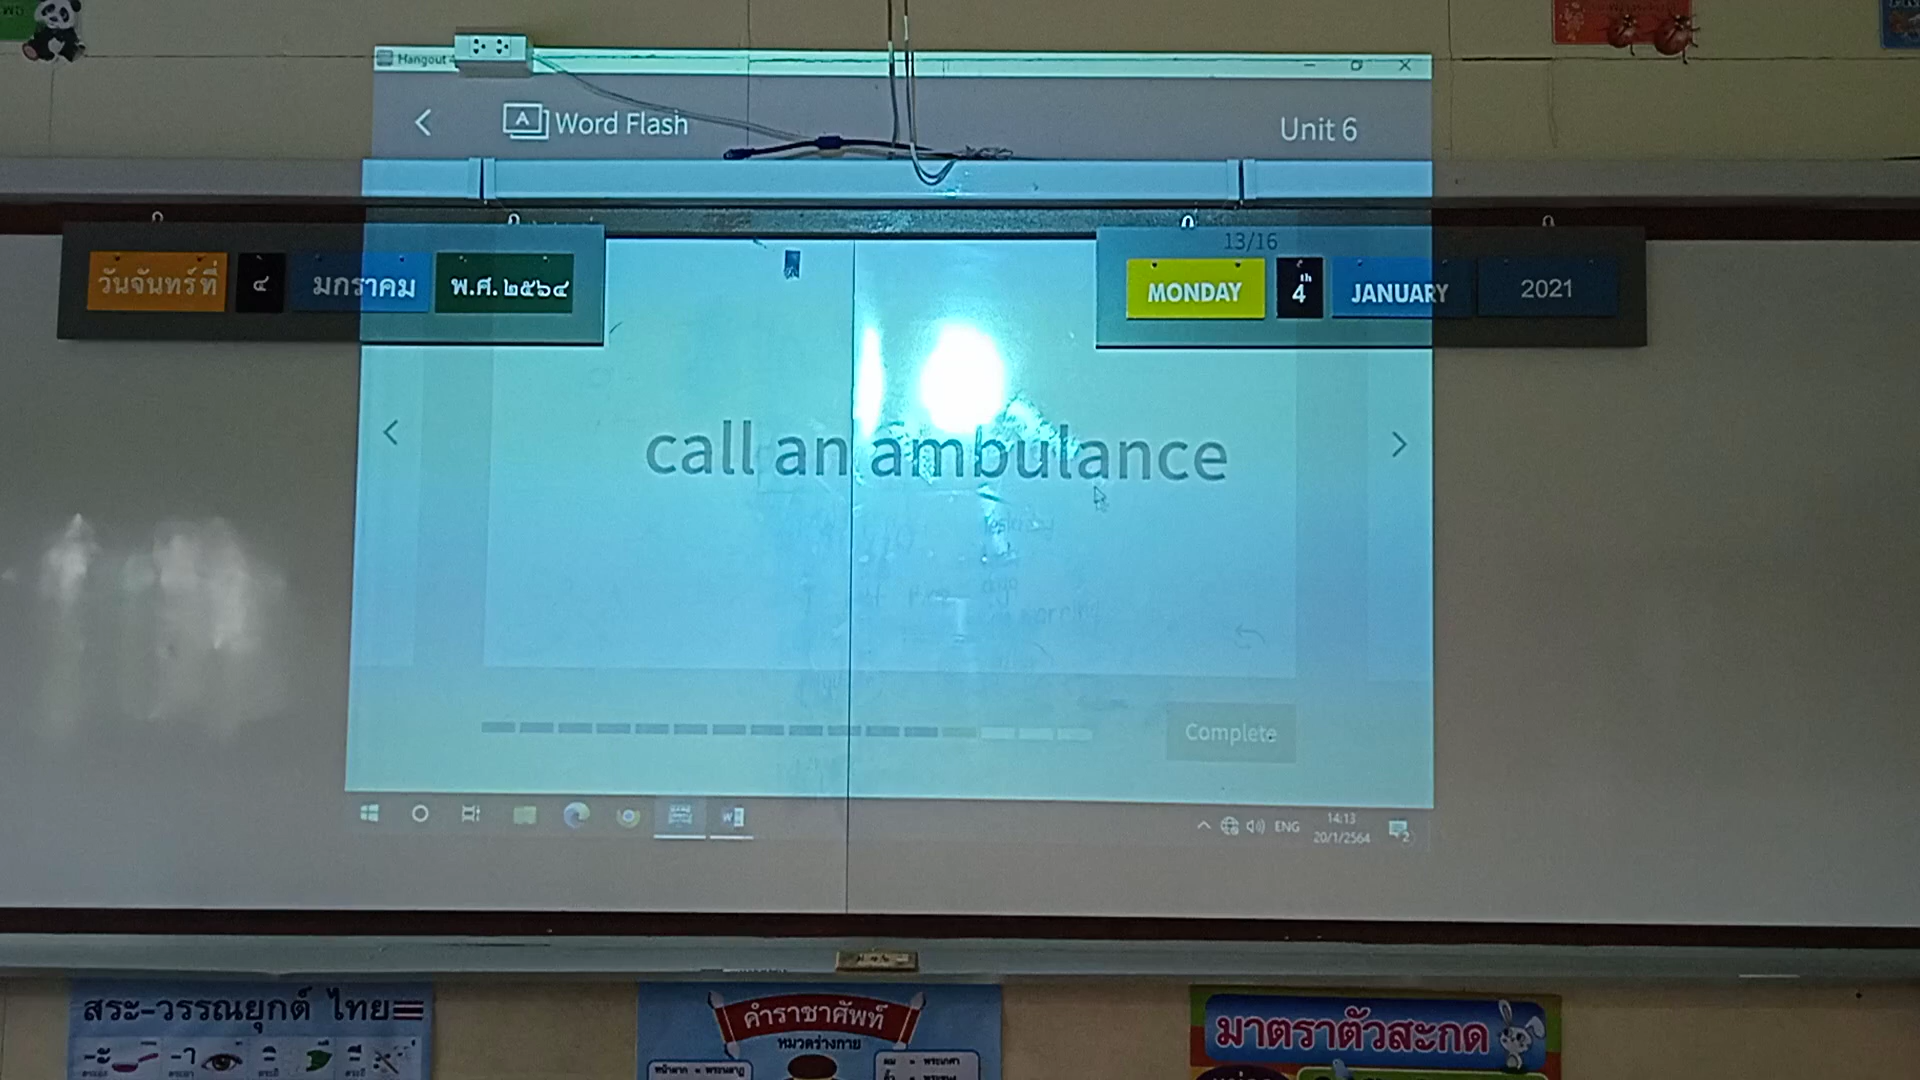 Hangout 4
Word Flash
Unit 6
วันจันทร์ที่ ๔ มกราคม พ.ศ. ๒๕๖๔
13/16
MONDAY 4th JANUARY 2021
call an ambulance
Complete
ENG
14:13
20/1/2564
2
สระ-วรรณยุกต์ ไทย
คำราชาศัพท์
หมวดร่างกาย
มาตราตัวสะกด